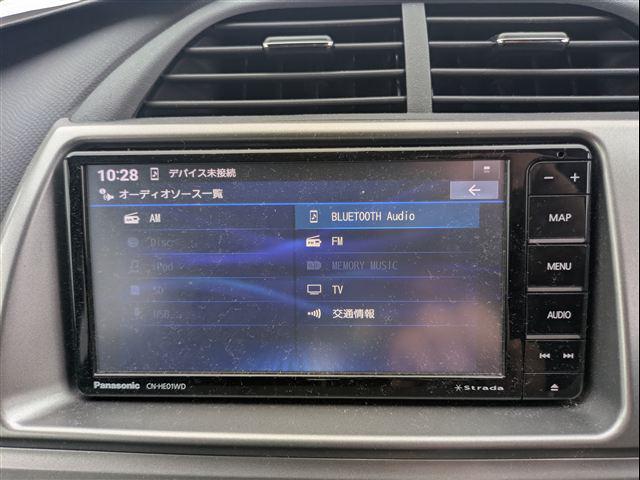 10:28 デバイス未接続
オーディオソース一覧
AM
BLUETOOTH Audio
Disc
FM
iPod
MEMORY MUSIC
SD
TV
USB
交通情報
− +
MAP
MENU
AUDIO
Panasonic CN-HE01WD
Strada